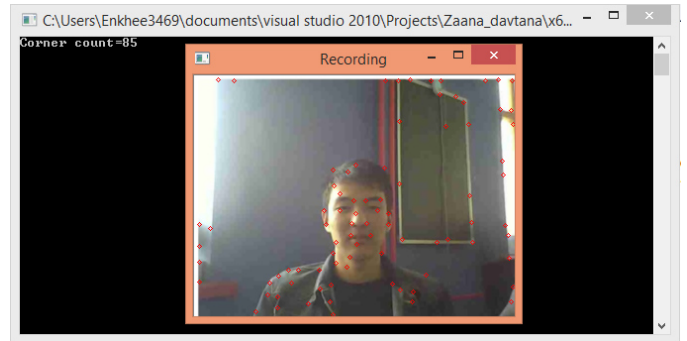 C:\Users\Enkhee3469\documents\visual studio 2010\Projects\Zaana_davtana\x6...
Corner count=85
Recording